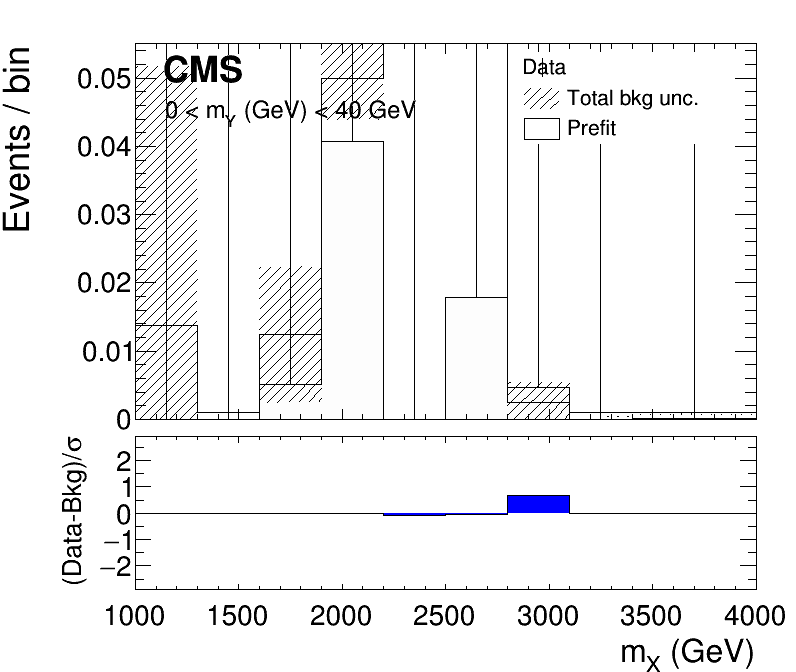 CMS
0 < mY (GeV) < 40 GeV
Data
Total bkg unc.
Prefit
Events / bin
0.05
0.04
0.03
0.02
0.01
0
(Data-Bkg)/σ
2
1
0
−1
−2
1000 1500 2000 2500 3000 3500 4000
mX (GeV)